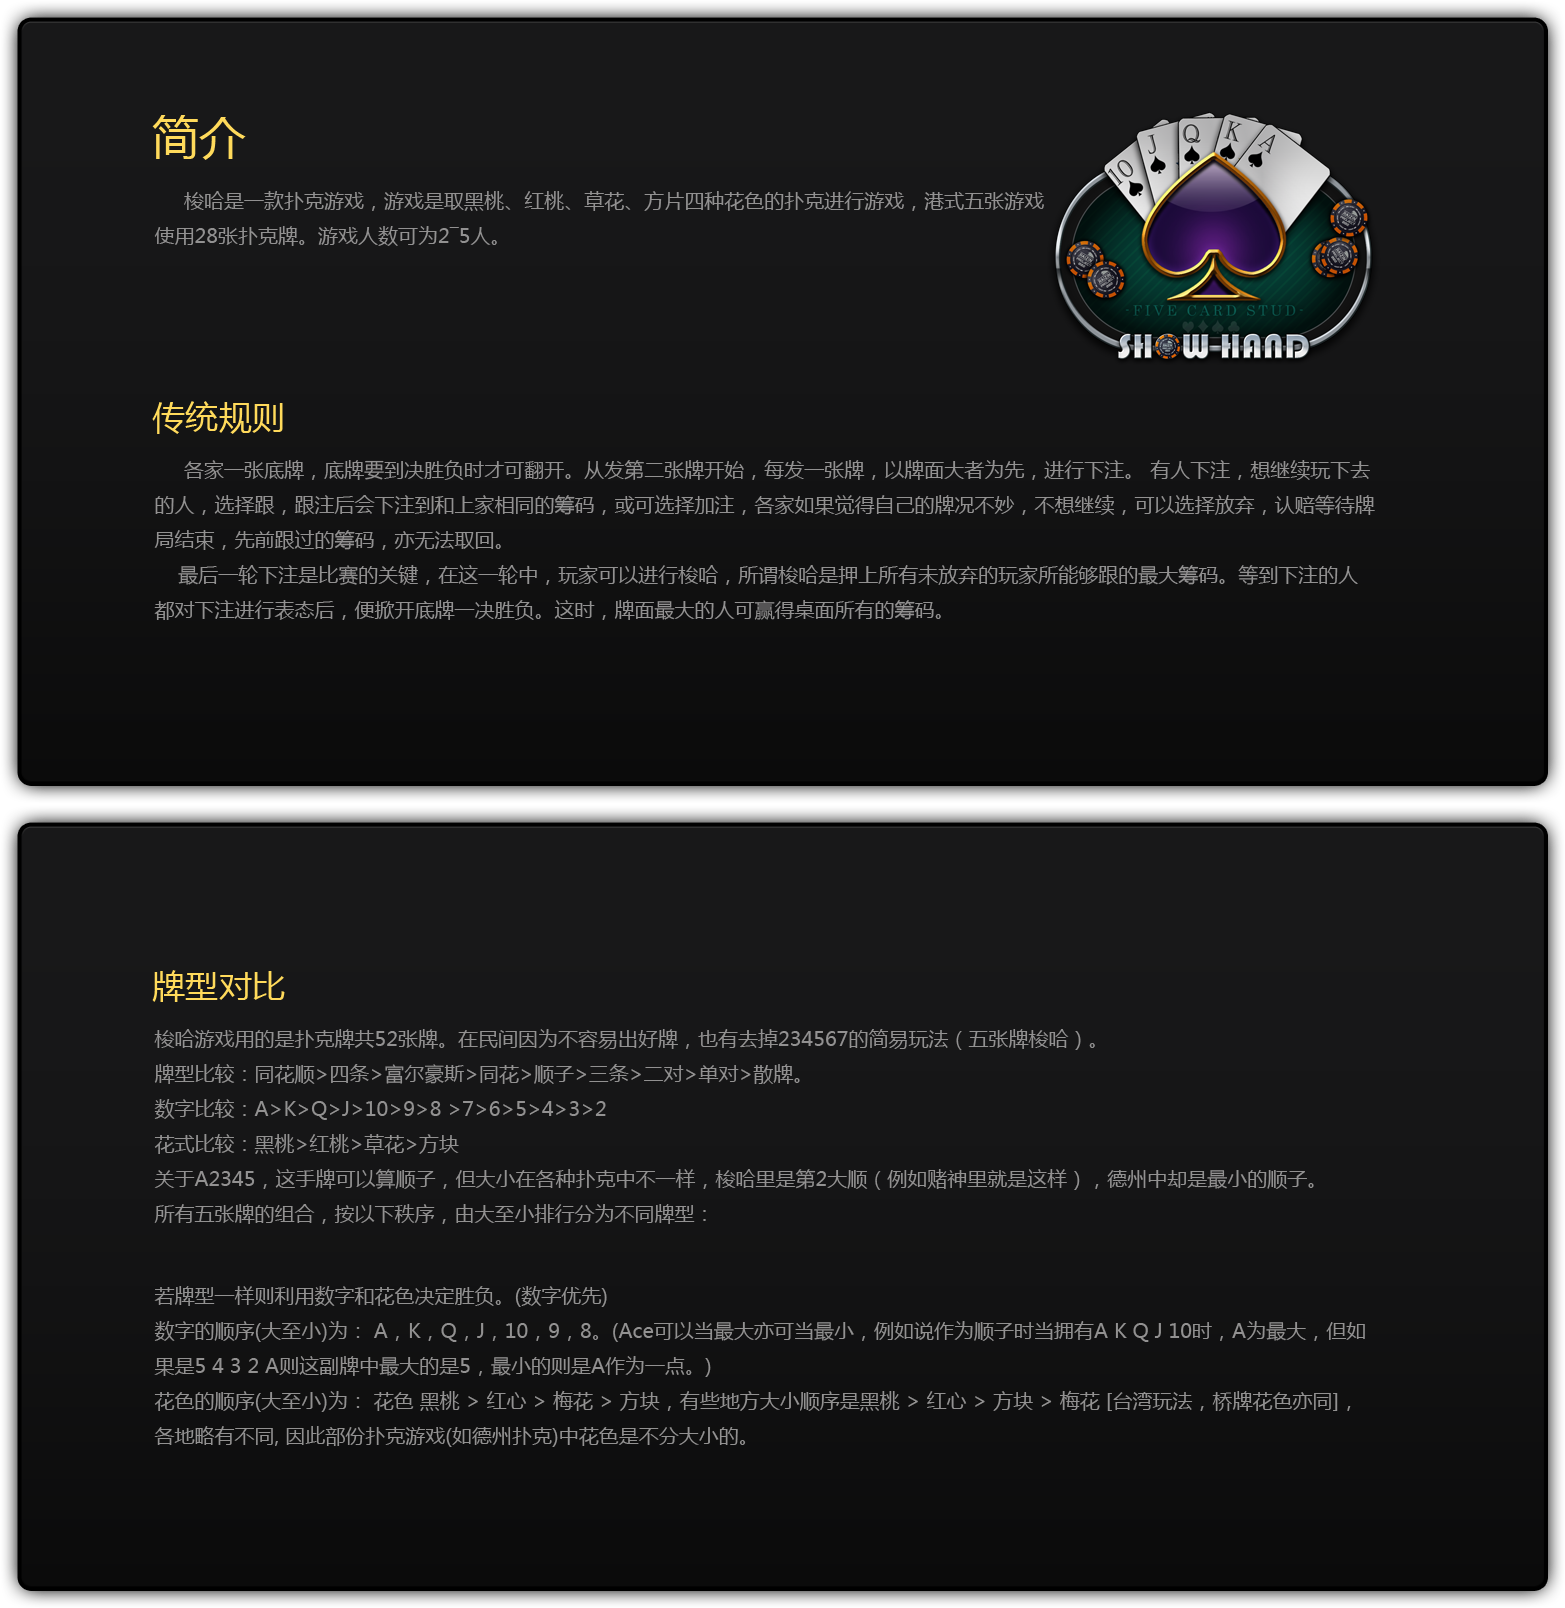 简介
梭哈是一款扑克游戏，游戏是取黑桃、红桃、草花、方片四种花色的扑克进行游戏，港式五张游戏
使用28张扑克牌。游戏人数可为2‾5人。
10 J Q K A
FIVE CARD STUD
SHOW-HAND
传统规则
各家一张底牌，底牌要到决胜负时才可翻开。从发第二张牌开始，每发一张牌，以牌面大者为先，进行下注。 有人下注，想继续玩下去
的人，选择跟，跟注后会下注到和上家相同的筹码，或可选择加注，各家如果觉得自己的牌况不妙，不想继续，可以选择放弃，认赔等待牌
局结束，先前跟过的筹码，亦无法取回。
最后一轮下注是比赛的关键，在这一轮中，玩家可以进行梭哈，所谓梭哈是押上所有未放弃的玩家所能够跟的最大筹码。等到下注的人
都对下注进行表态后，便掀开底牌一决胜负。这时，牌面最大的人可赢得桌面所有的筹码。
牌型对比
梭哈游戏用的是扑克牌共52张牌。在民间因为不容易出好牌，也有去掉234567的简易玩法（五张牌梭哈）。
牌型比较：同花顺>四条>富尔豪斯>同花>顺子>三条>二对>单对>散牌。
数字比较：A>K>Q>J>10>9>8 >7>6>5>4>3>2
花式比较：黑桃>红桃>草花>方块
关于A2345，这手牌可以算顺子，但大小在各种扑克中不一样，梭哈里是第2大顺（例如赌神里就是这样），德州中却是最小的顺子。
所有五张牌的组合，按以下秩序，由大至小排行分为不同牌型：
若牌型一样则利用数字和花色决定胜负。(数字优先)
数字的顺序(大至小)为： A，K，Q，J，10，9，8。(Ace可以当最大亦可当最小，例如说作为顺子时当拥有A K Q J 10时，A为最大，但如
果是5 4 3 2 A则这副牌中最大的是5，最小的则是A作为一点。)
花色的顺序(大至小)为： 花色 黑桃 > 红心 > 梅花 > 方块，有些地方大小顺序是黑桃 > 红心 > 方块 > 梅花 [台湾玩法，桥牌花色亦同]，
各地略有不同, 因此部份扑克游戏(如德州扑克)中花色是不分大小的。